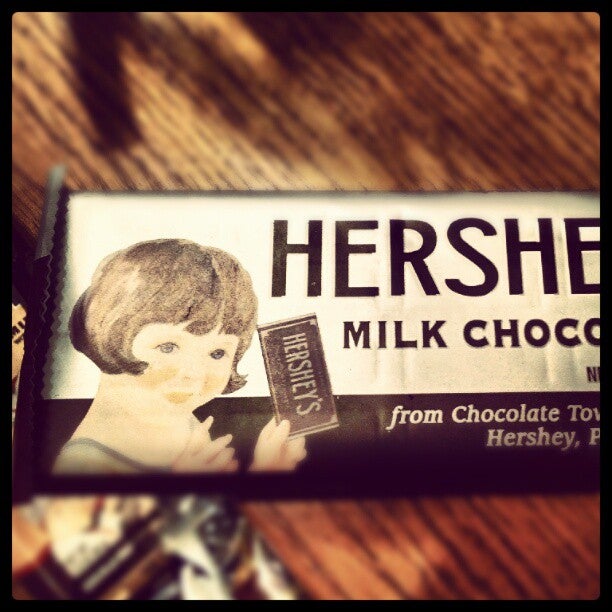 HERSHE
MILK CHOCO
HERSHEY'S
from Chocolate Tow
Hershey, P